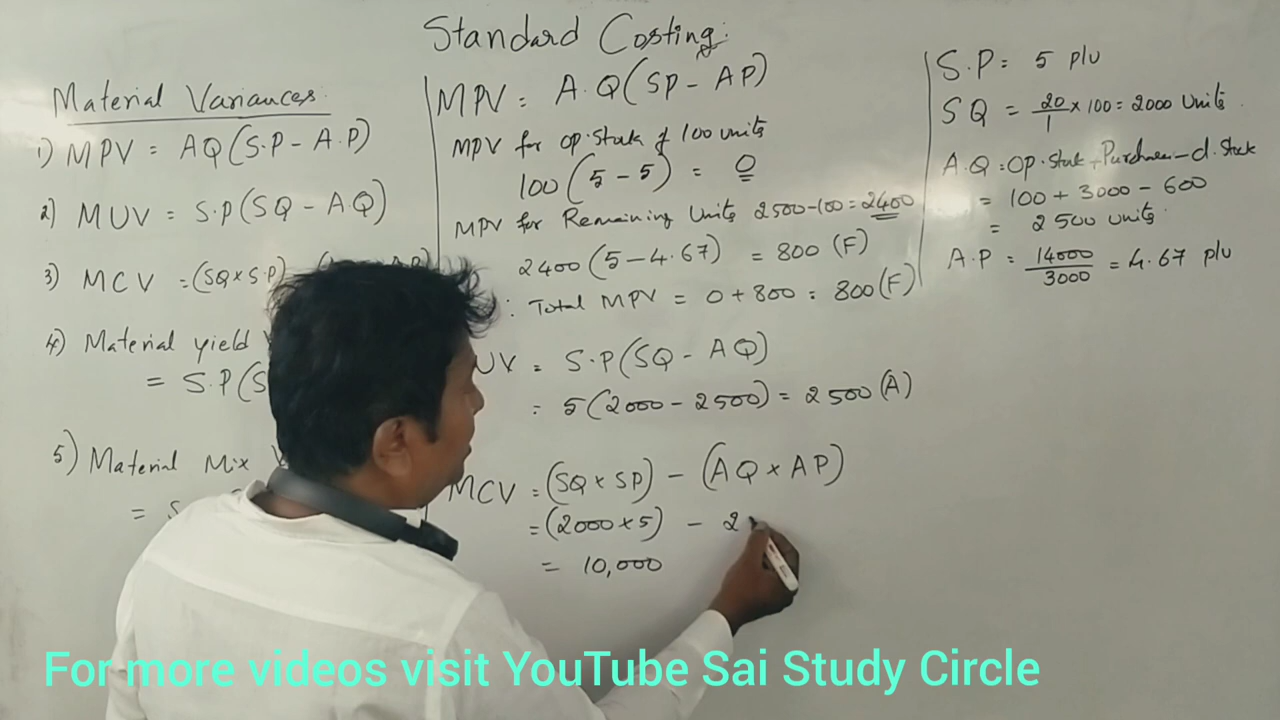 Standard Costing:
Material Variances:
1) MPV = AQ(S.P - A.P)
2) MUV = S.P(SQ - AQ)
3) MCV = (SQ x S.P)
4) Material yield
= S.P(S
5) Material Mix
= S
MPV = A.Q(SP - AP)
MPV for op.stock of 100 units
100(5 - 5) = 0
MPV for Remaining Units 2500-100=2400
2400(5-4.67) = 800 (F)
: Total MPV = 0 + 800 = 800(F)
UV = S.P(SQ - AQ)
= 5(2000 - 2500) = 2500(A)
MCV = (SQ x SP) - (AQ x AP)
= (2000 x 5) - 2
= 10,000
S.P = 5 p/u
SQ = 20/1 x 100 = 2000 Units
A.Q = Op.Stock + Purchases - cl.Stock
= 100 + 3000 - 600
= 2500 units.
A.P = 14000/3000 = 4.67 p/u
For more videos visit YouTube Sai Study Circle